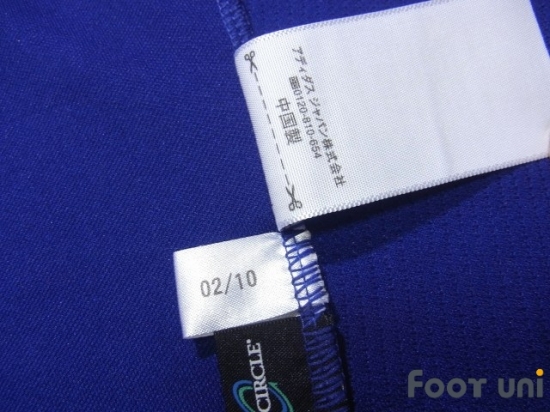 アディダス ジャパン株式会社
☎0120-810-654
中国製
02/10
CIRCLE
FOOT UNI